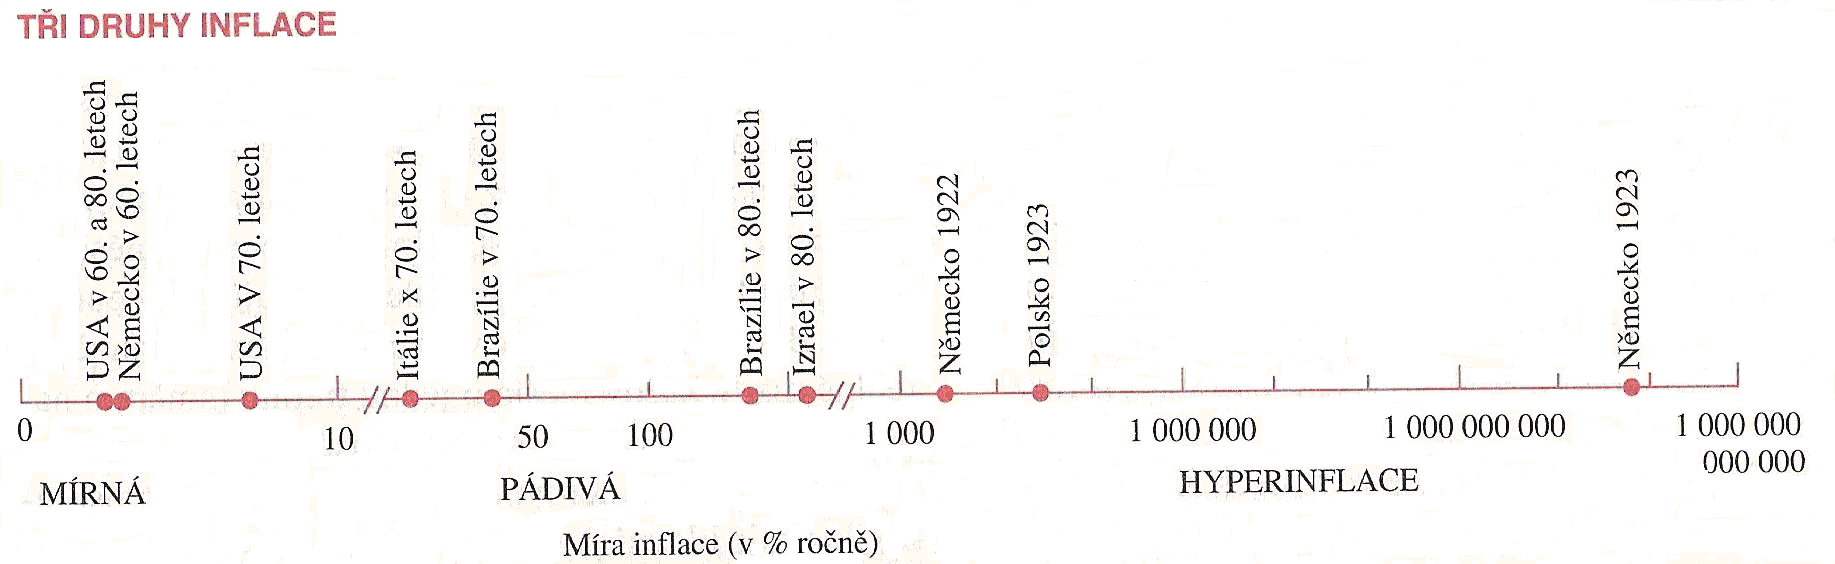 TŘI DRUHY INFLACE
USA v 60. a 80. letech
Německo v 60. letech
USA V 70. letech
Itálie x 70. letech
Brazílie v 70. letech
Brazílie v 80. letech
Izrael v 80. letech
Německo 1922
Polsko 1923
Německo 1923
0
10
50
100
1 000
1 000 000
1 000 000 000
1 000 000
000 000
MÍRNÁ
PÁDIVÁ
HYPERINFLACE
Míra inflace (v % ročně)